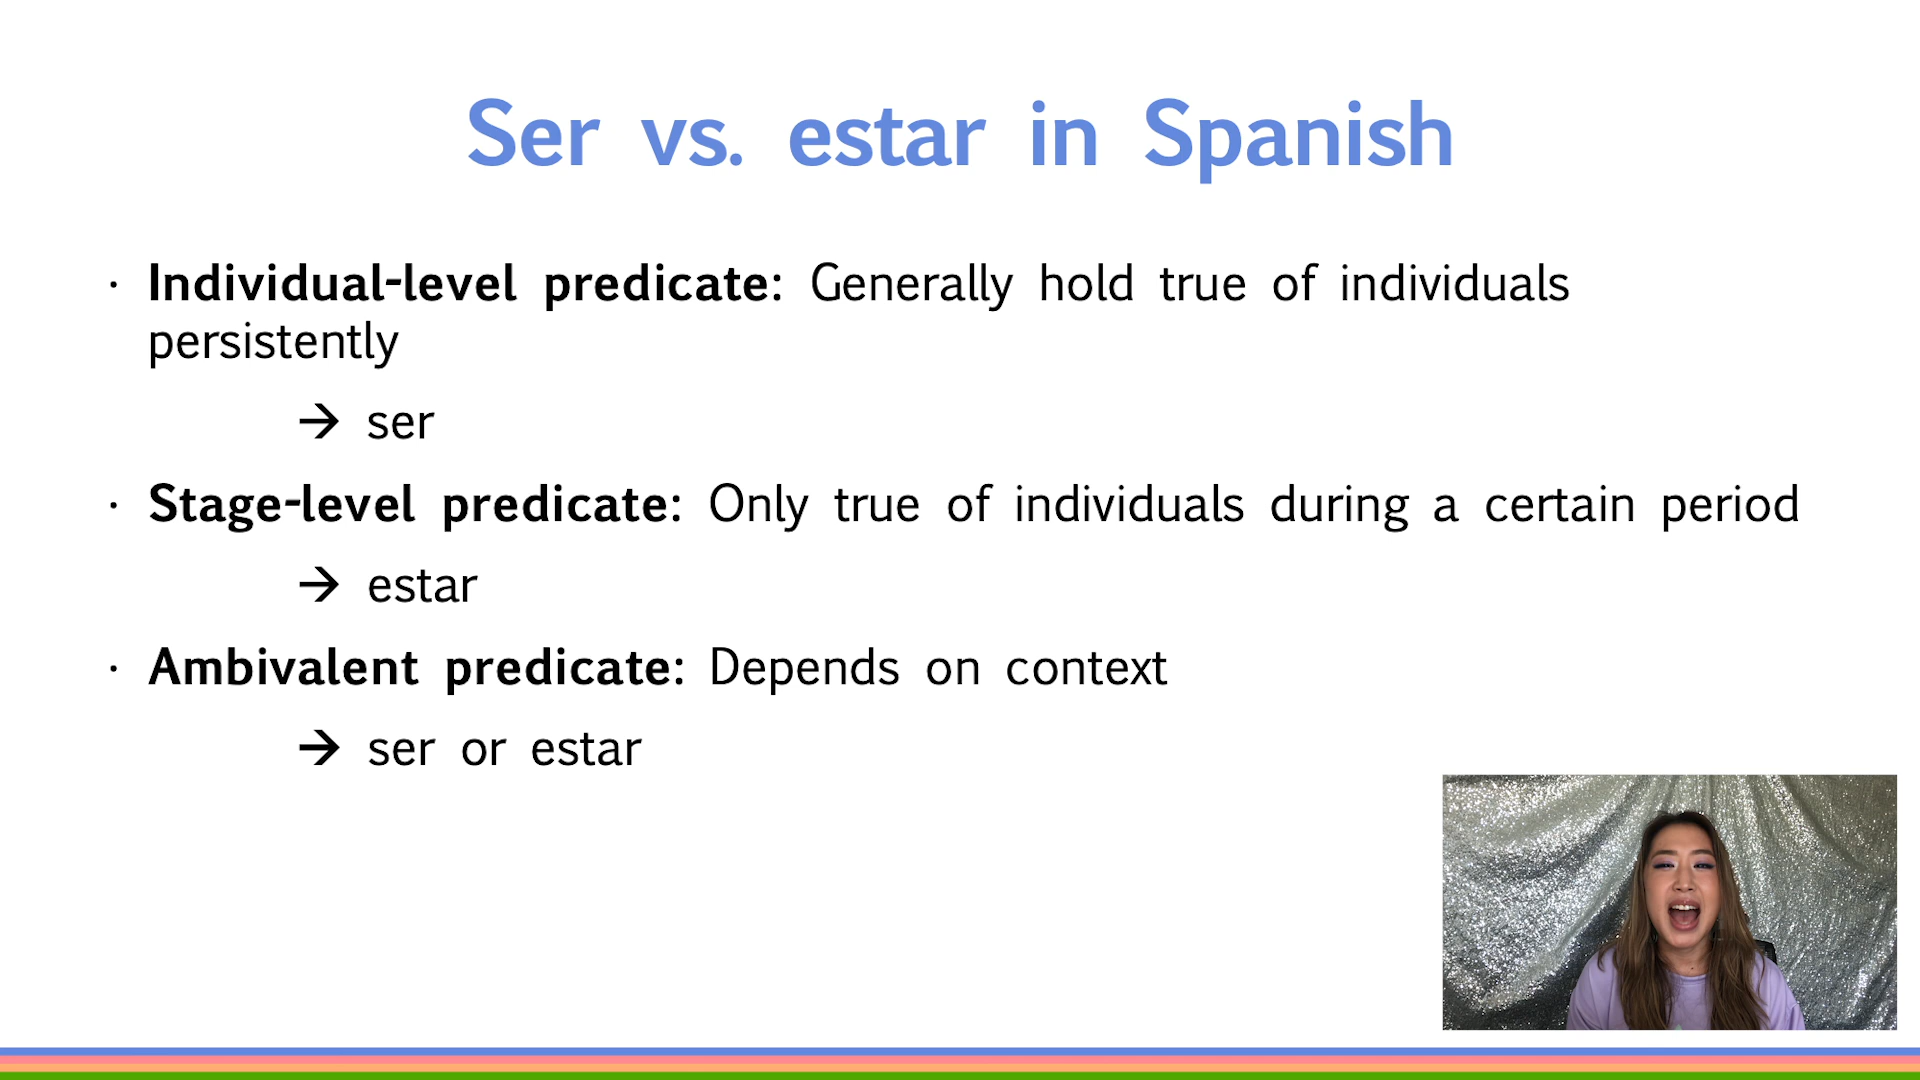 Ser vs. estar in Spanish
· Individual-level predicate: Generally hold true of individuals
persistently
→ ser
· Stage-level predicate: Only true of individuals during a certain period
→ estar
· Ambivalent predicate: Depends on context
→ ser or estar